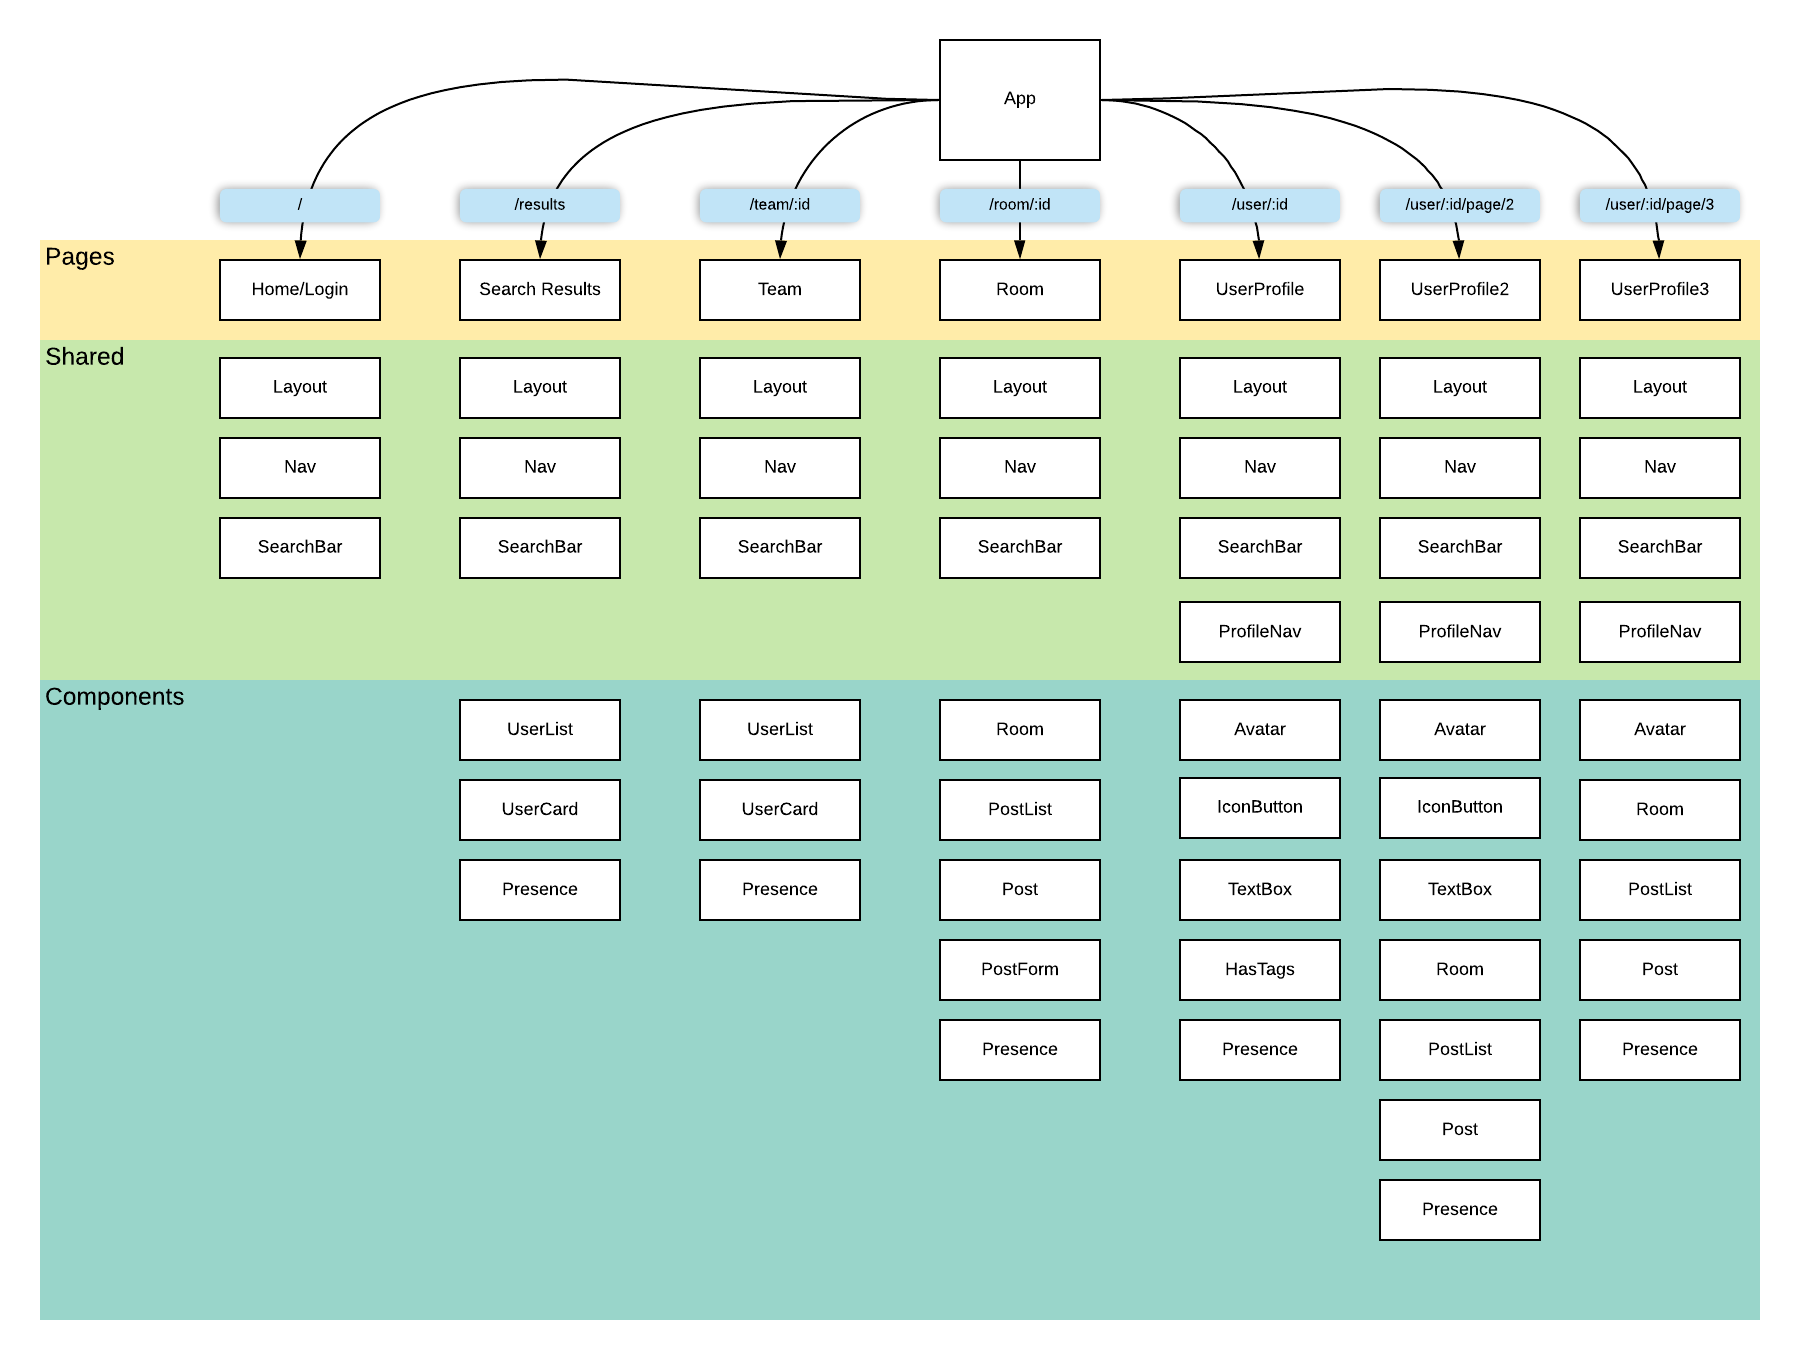 App
/
/results
/team/:id
/room/:id
/user/:id
/user/:id/page/2
/user/:id/page/3
Pages
Home/Login
Search Results
Team
Room
UserProfile
UserProfile2
UserProfile3
Shared
Layout
Layout
Layout
Layout
Layout
Layout
Layout
Nav
Nav
Nav
Nav
Nav
Nav
Nav
SearchBar
SearchBar
SearchBar
SearchBar
SearchBar
SearchBar
SearchBar
ProfileNav
ProfileNav
ProfileNav
Components
UserList
UserList
Room
Avatar
Avatar
Avatar
UserCard
UserCard
PostList
IconButton
IconButton
Room
Presence
Presence
Post
TextBox
TextBox
PostList
PostForm
HasTags
Room
Post
Presence
Presence
PostList
Presence
Post
Presence